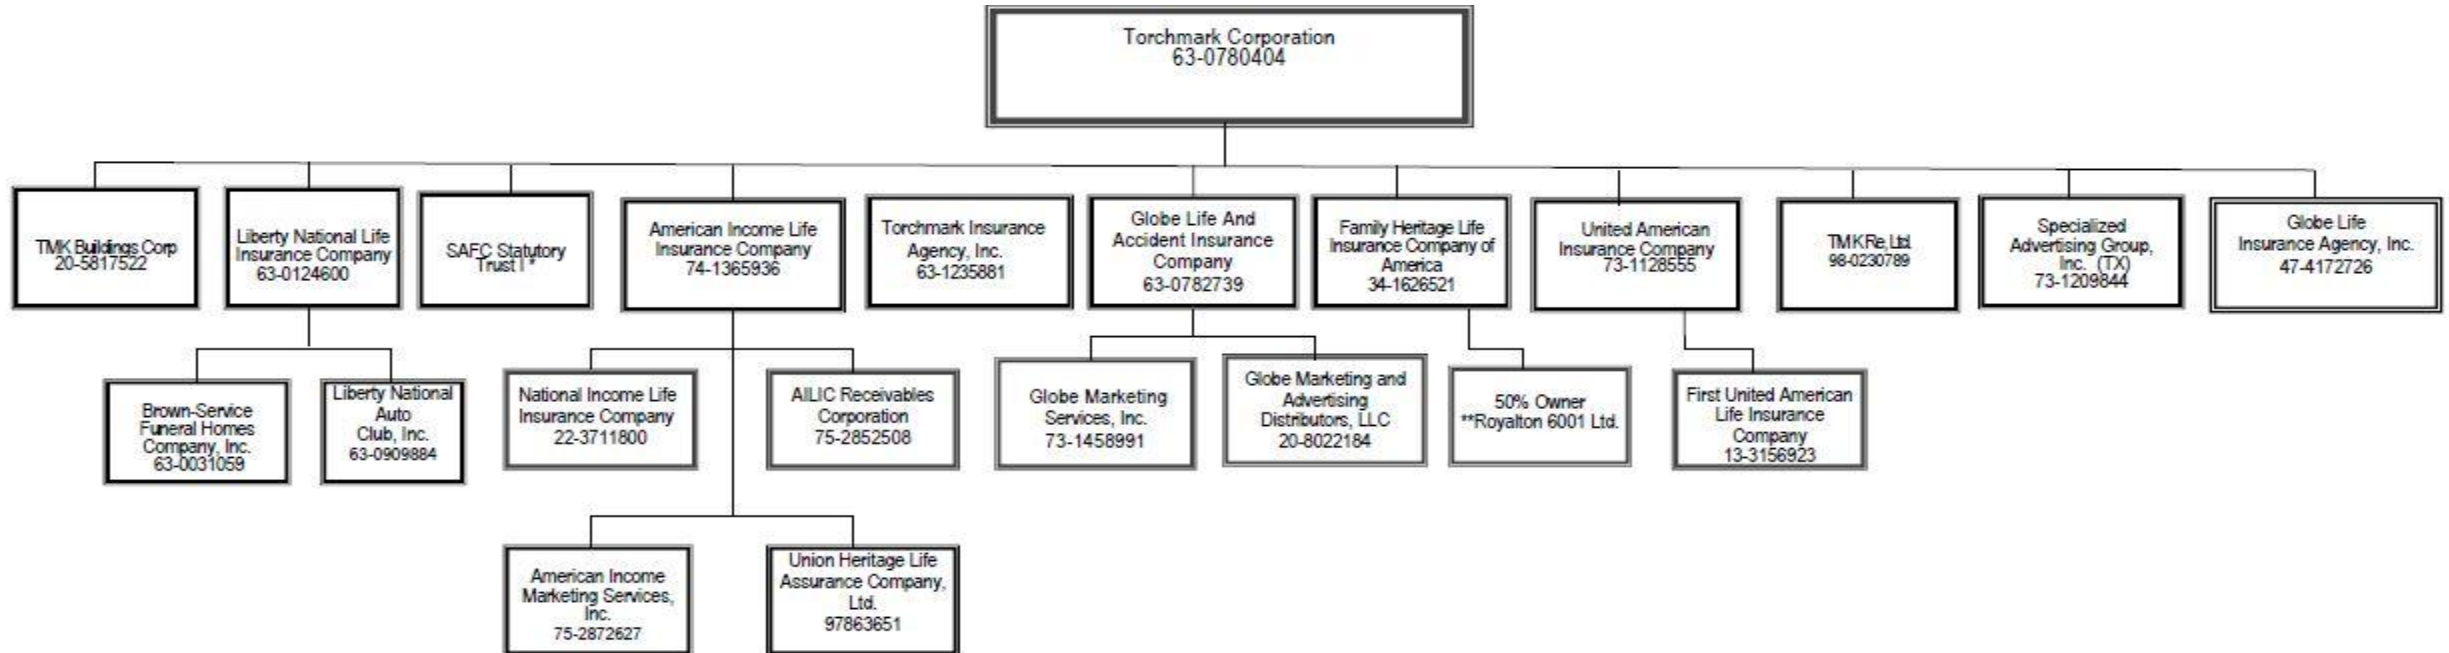 Torchmark Corporation
63-0780404
TMK Buildings Corp
20-5817522
Liberty National Life
Insurance Company
63-0124600
SAFC Statutory
Trust I *
American Income Life
Insurance Company
74-1365936
Torchmark Insurance
Agency, Inc.
63-1235881
Globe Life And
Accident Insurance
Company
63-0782739
Family Heritage Life
Insurance Company of
America
34-1626521
United American
Insurance Company
73-1128555
TMK Re, Ltd.
98-0230789
Specialized
Advertising Group,
Inc. (TX)
73-1209844
Globe Life
Insurance Agency, Inc.
47-4172726
Brown-Service
Funeral Homes
Company, Inc.
63-0031059
Liberty National
Auto
Club, Inc.
63-0909884
National Income Life
Insurance Company
22-3711800
AILIC Receivables
Corporation
75-2852508
Globe Marketing
Services, Inc.
73-1458991
Globe Marketing and
Advertising
Distributors, LLC
20-8022184
50% Owner
**Royalton 6001 Ltd.
First United American
Life Insurance
Company
13-3156923
American Income
Marketing Services,
Inc.
75-2872627
Union Heritage Life
Assurance Company,
Ltd.
97863651